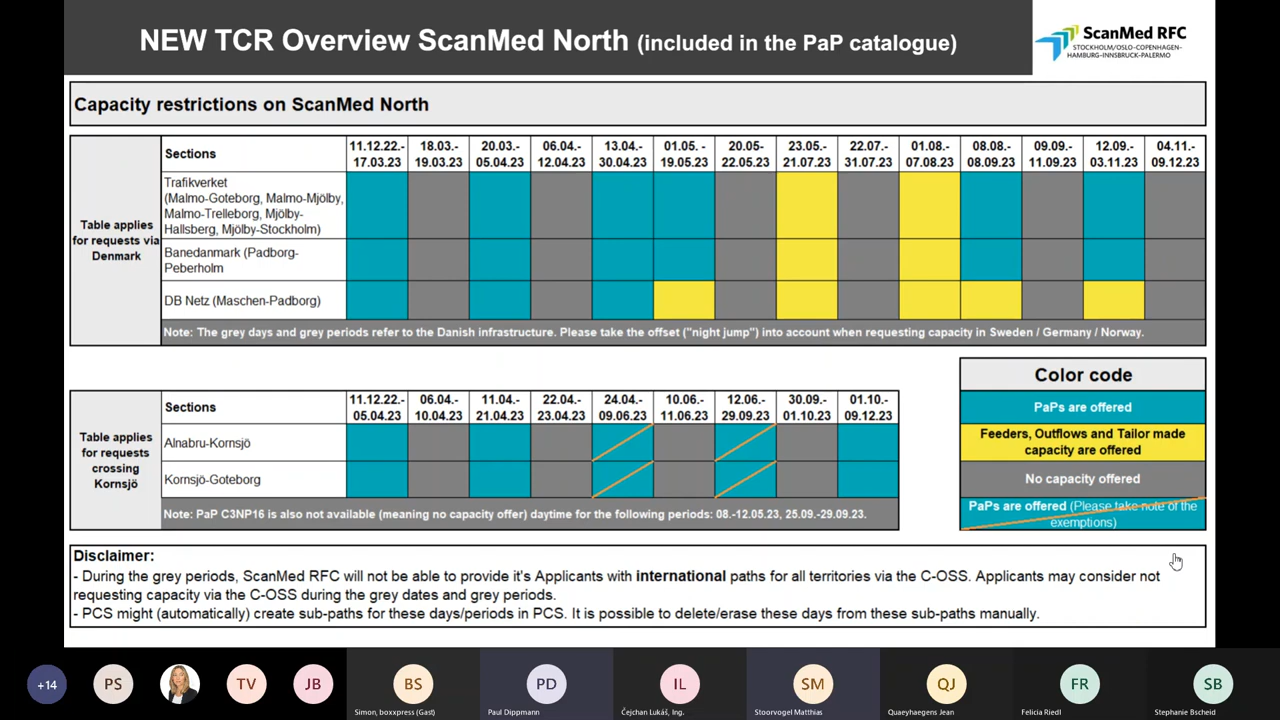 NEW TCR Overview ScanMed North (included in the PaP catalogue)
ScanMed RFC
STOCKHOLM/OSLO-COPENHAGEN-
HAMBURG-INNSBRUCK-PALERMO
Capacity restrictions on ScanMed North
Table applies
for requests via
Denmark
Sections
11.12.22.-
17.03.23
18.03.-
19.03.23
20.03-
05.04.23
06.04.-
12.04.23
13.04.-
30.04.23
01.05. -
19.05.23
20.05-
22.05.23
23.05-
21.07.23
22.07.-
31.07.23
01.08.-
07.08.23
08.08.-
08.09.23
09.09.-
11.09.23
12.09-
03.11.23
04.11-
09.12.23
Trafikverket
(Malmo-Goteborg, Malmo-Mjölby,
Malmo-Trelleborg, Mjölby-
Hallsberg, Mjölby-Stockholm)
Banedanmark (Padborg-
Peberholm
DB Netz (Maschen-Padborg)
Note: The grey days and grey periods refer to the Danish infrastructure. Please take the offset ("night jump") into account when requesting capacity in Sweden / Germany / Norway.
Table applies
for requests
crossing
Kornsjö
Sections
11.12.22.-
05.04.23
06.04.-
10.04.23
11.04.-
21.04.23
22.04.-
23.04.23
24.04-
09.06.23
10.06.-
11.06.23
12.06.-
29.09.23
30.09.-
01.10.23
01.10-
09.12.23
Alnabru-Kornsjö
Kornsjö-Goteborg
Note: PaP C3NP16 is also not available (meaning no capacity offer) daytime for the following periods: 08.-12.05.23, 25.09.-29.09.23.
Color code
PaPs are offered
Feeders, Outflows and Tailor made
capacity are offered
No capacity offered
PaPs are offered (Please take note of the
exemptions)
Disclaimer:
- During the grey periods, ScanMed RFC will not be able to provide it's Applicants with international paths for all territories via the C-OSS. Applicants may consider not
requesting capacity via the C-OSS during the grey dates and grey periods.
- PCS might (automatically) create sub-paths for these days/periods in PCS. It is possible to delete/erase these days from these sub-paths manually.
+14
PS
TV
JB
BS
PD
IL
SM
QJ
FR
SB
Simon, boxxpress (Gast)
Paul Dippmann
Čejchan Lukáš, Ing.
Stoorvogel Matthias
Quaeyhaegens Jean
Felicia Riedl
Stephanie Bscheid